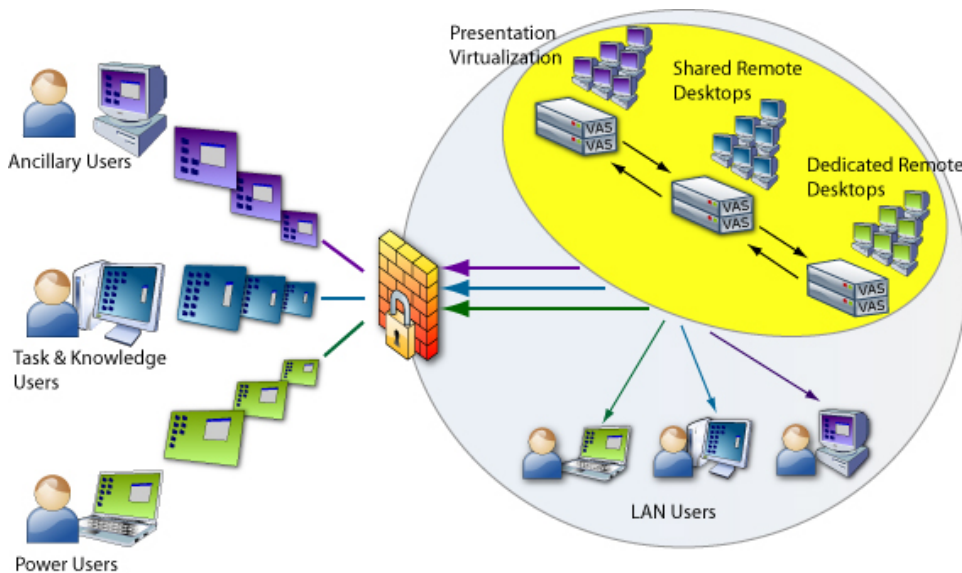 Presentation
Virtualization
Shared Remote
Desktops
VAS
VAS
Dedicated Remote
Desktops
Ancillary Users
VAS
VAS
VAS
VAS
Task & Knowledge
Users
LAN Users
Power Users